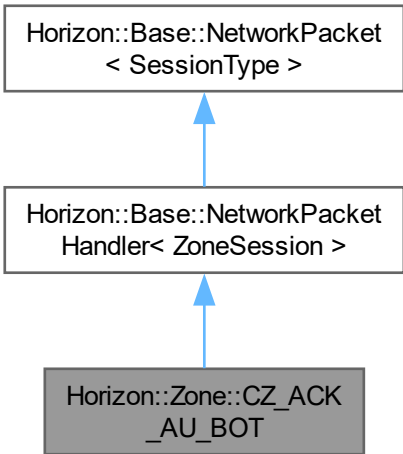 Horizon::Base::NetworkPacket
< SessionType >
Horizon::Base::NetworkPacket
Handler< ZoneSession >
Horizon::Zone::CZ_ACK
_AU_BOT